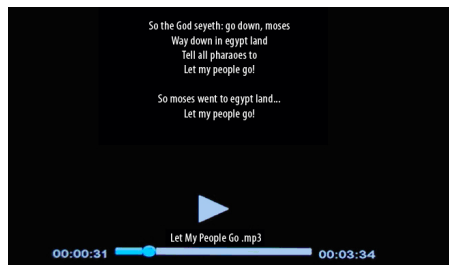 So the God seyeth: go down, moses
Way down in egypt land
Tell all pharaoes to
Let my people go!
So moses went to egypt land...
Let my people go!
Let My People Go .mp3
00:00:31
00:03:34